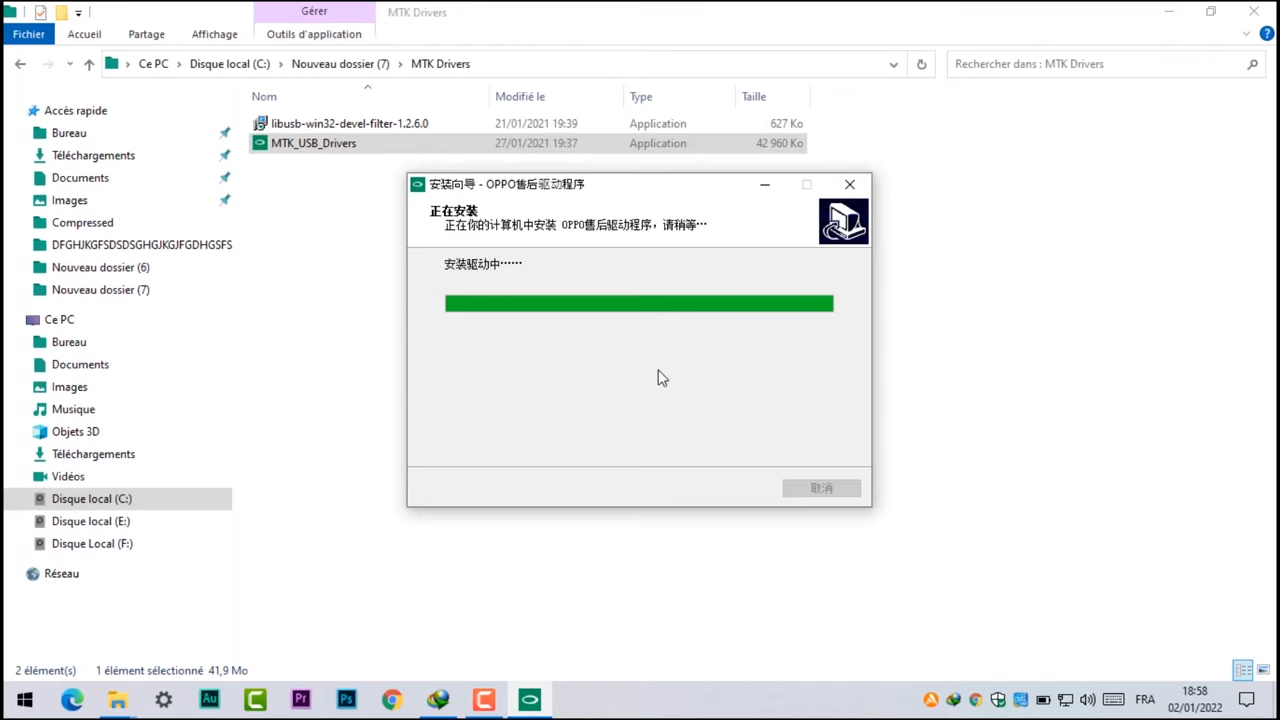 Gérer
MTK Drivers
Fichier
Accueil
Partage
Affichage
Outils d'application
Ce PC
Disque local (C:)
Nouveau dossier (7)
MTK Drivers
Rechercher dans : MTK Drivers
Nom
Modifié le
Type
Taille
libusb-win32-devel-filter-1.2.6.0
21/01/2021 19:39
Application
627 Ko
MTK_USB_Drivers
27/01/2021 19:37
Application
42 960 Ko
Accès rapide
Bureau
Téléchargements
Documents
Images
Compressed
DFGHJKGFSDSDSGHGJKGJFGDHGSFS
Nouveau dossier (6)
Nouveau dossier (7)
Ce PC
Bureau
Documents
Images
Musique
Objets 3D
Téléchargements
Vidéos
Disque local (C:)
Disque local (E:)
Disque Local (F:)
Réseau
安装向导 - OPPO售后驱动程序
正在安装
正在你的计算机中安装 OPPO售后驱动程序，请稍等…
安装驱动中……
取消
2 élément(s)
1 élément sélectionné 41,9 Mo
Au
Pr
Ps
FRA
18:58
02/01/2022